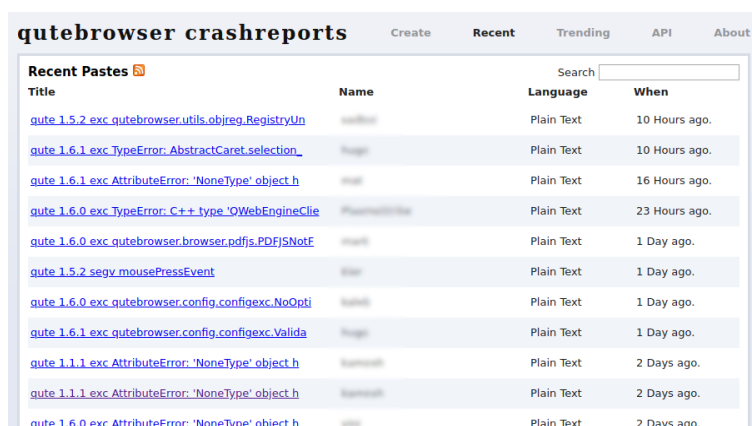 qutebrowser crashreports Create Recent Trending API About
Recent Pastes Search
Title Name Language When
qute 1.5.2 exc qutebrowser.utils.objreg.RegistryUn Plain Text 10 Hours ago.
qute 1.6.1 exc TypeError: AbstractCaret.selection_ Plain Text 10 Hours ago.
qute 1.6.1 exc AttributeError: 'NoneType' object h Plain Text 16 Hours ago.
qute 1.6.0 exc TypeError: C++ type 'QWebEngineClie Plain Text 23 Hours ago.
qute 1.6.0 exc qutebrowser.browser.pdfjs.PDFJSNotF Plain Text 1 Day ago.
qute 1.5.2 segv mousePressEvent Plain Text 1 Day ago.
qute 1.6.0 exc qutebrowser.config.configexc.NoOpti Plain Text 1 Day ago.
qute 1.6.1 exc qutebrowser.config.configexc.Valida Plain Text 1 Day ago.
qute 1.1.1 exc AttributeError: 'NoneType' object h Plain Text 2 Days ago.
qute 1.1.1 exc AttributeError: 'NoneType' object h Plain Text 2 Days ago.
qute 1.6.0 exc AttributeError: 'NoneType' object h Plain Text 2 Days ago.